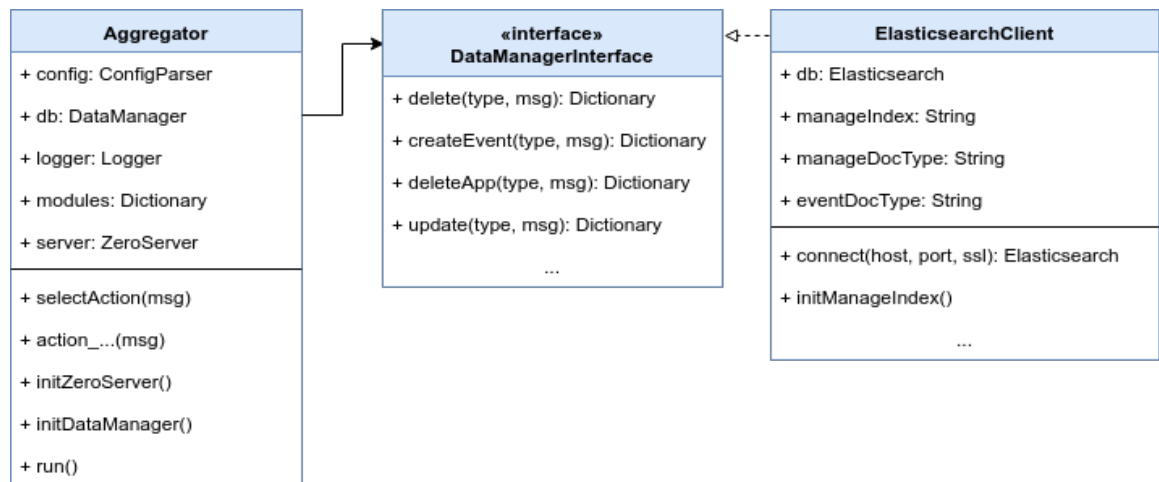 Aggregator
+ config: ConfigParser
+ db: DataManager
+ logger: Logger
+ modules: Dictionary
+ server: ZeroServer
+ selectAction(msg)
+ action_...(msg)
+ initZeroServer()
+ initDataManager()
+ run()
«interface»
DataManagerInterface
+ delete(type, msg): Dictionary
+ createEvent(type, msg): Dictionary
+ deleteApp(type, msg): Dictionary
+ update(type, msg): Dictionary
...
ElasticsearchClient
+ db: Elasticsearch
+ manageIndex: String
+ manageDocType: String
+ eventDocType: String
+ connect(host, port, ssl): Elasticsearch
+ initManageIndex()
...